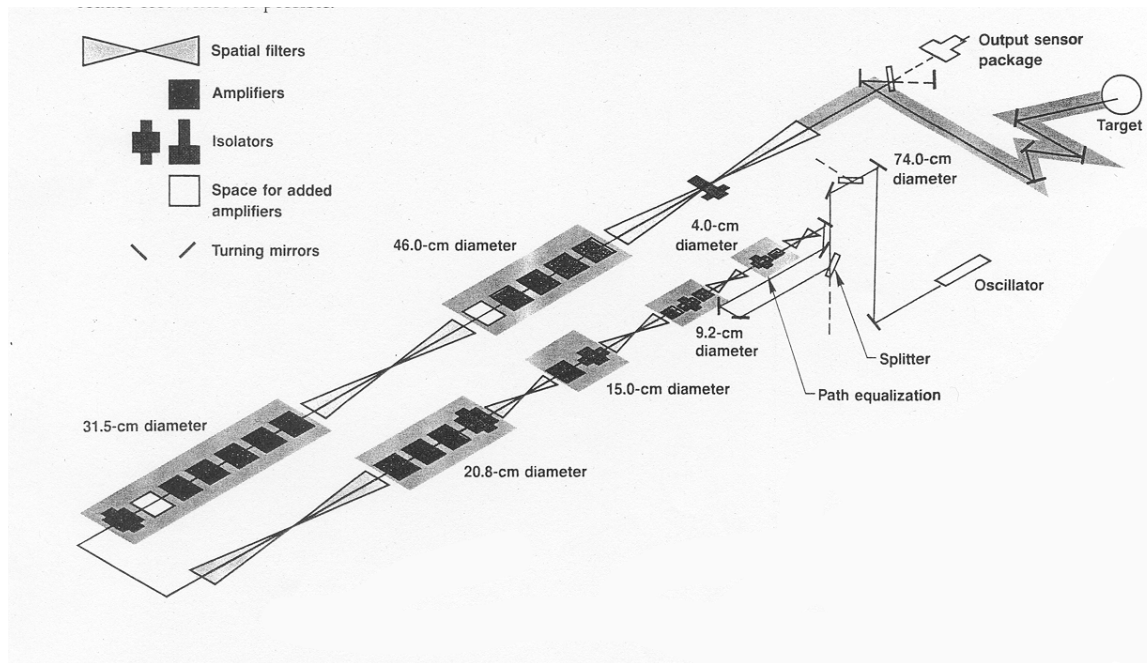 Spatial filters
Amplifiers
Isolators
Space for added
amplifiers
Turning mirrors
Output sensor
package
Target
74.0-cm
diameter
4.0-cm
diameter
46.0-cm diameter
Oscillator
9.2-cm
diameter
Splitter
15.0-cm diameter
Path equalization
31.5-cm diameter
20.8-cm diameter